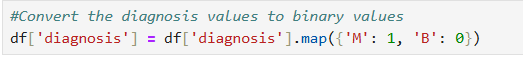 #Convert the diagnosis values to binary values
df['diagnosis'] = df['diagnosis'].map({'M': 1, 'B': 0})